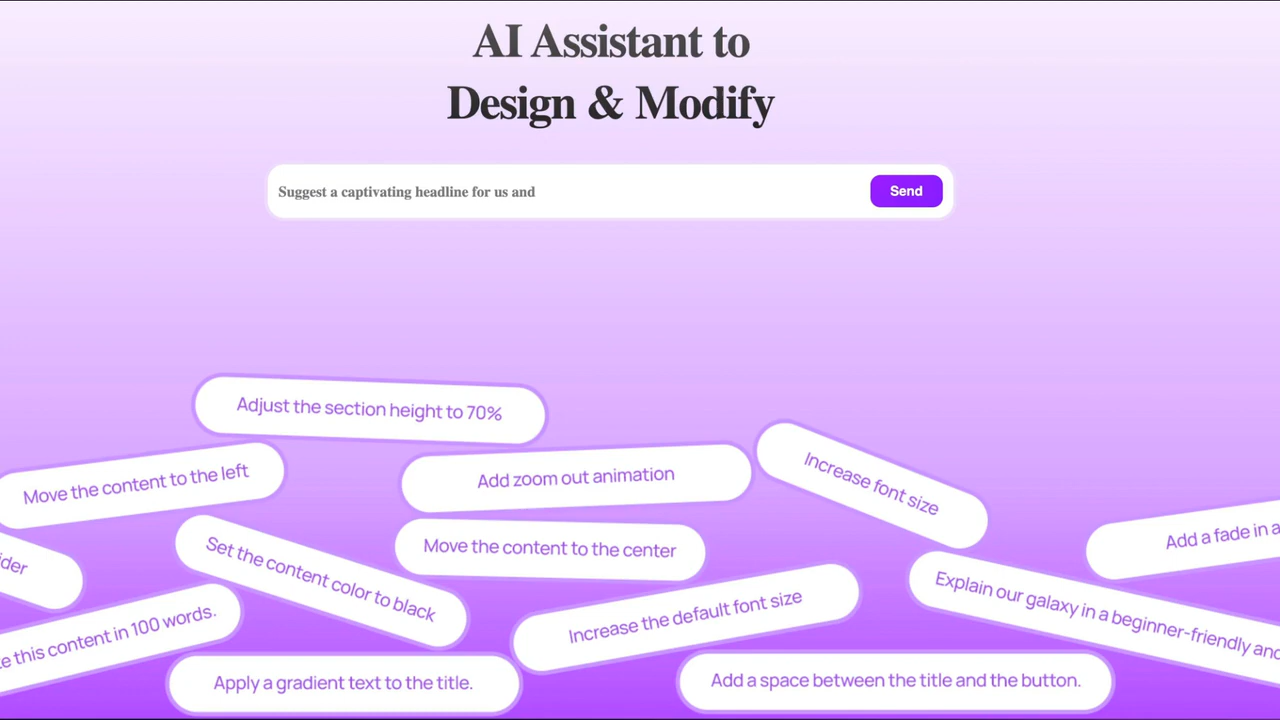 AI Assistant to
Design & Modify
Suggest a captivating headline for us and
Send
Adjust the section height to 70%
Move the content to the left
Add zoom out animation
Increase font size
Add a fade in a
Set the content color to black
Move the content to the center
Explain our galaxy in a beginner-friendly and
this content in 100 words.
Increase the default font size
Apply a gradient text to the title.
Add a space between the title and the button.